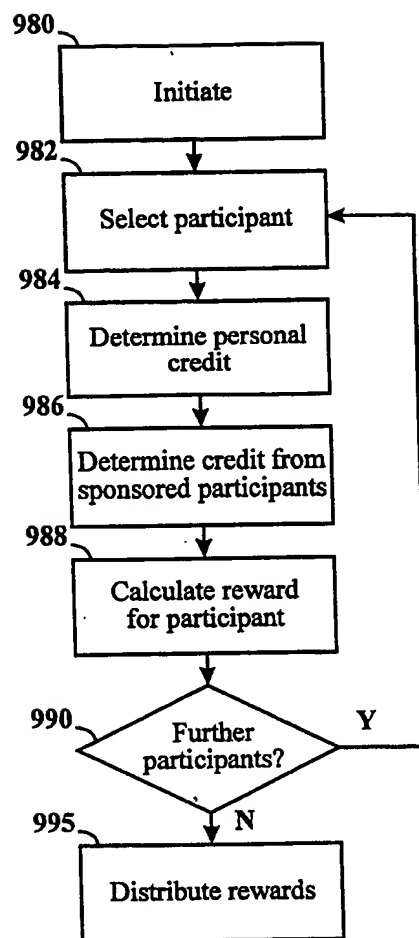 980
Initiate
982
Select participant
984
Determine personal
credit
986
Determine credit from
sponsored participants
988
Calculate reward
for participant
990
Further
participants?
Y
N
995
Distribute rewards